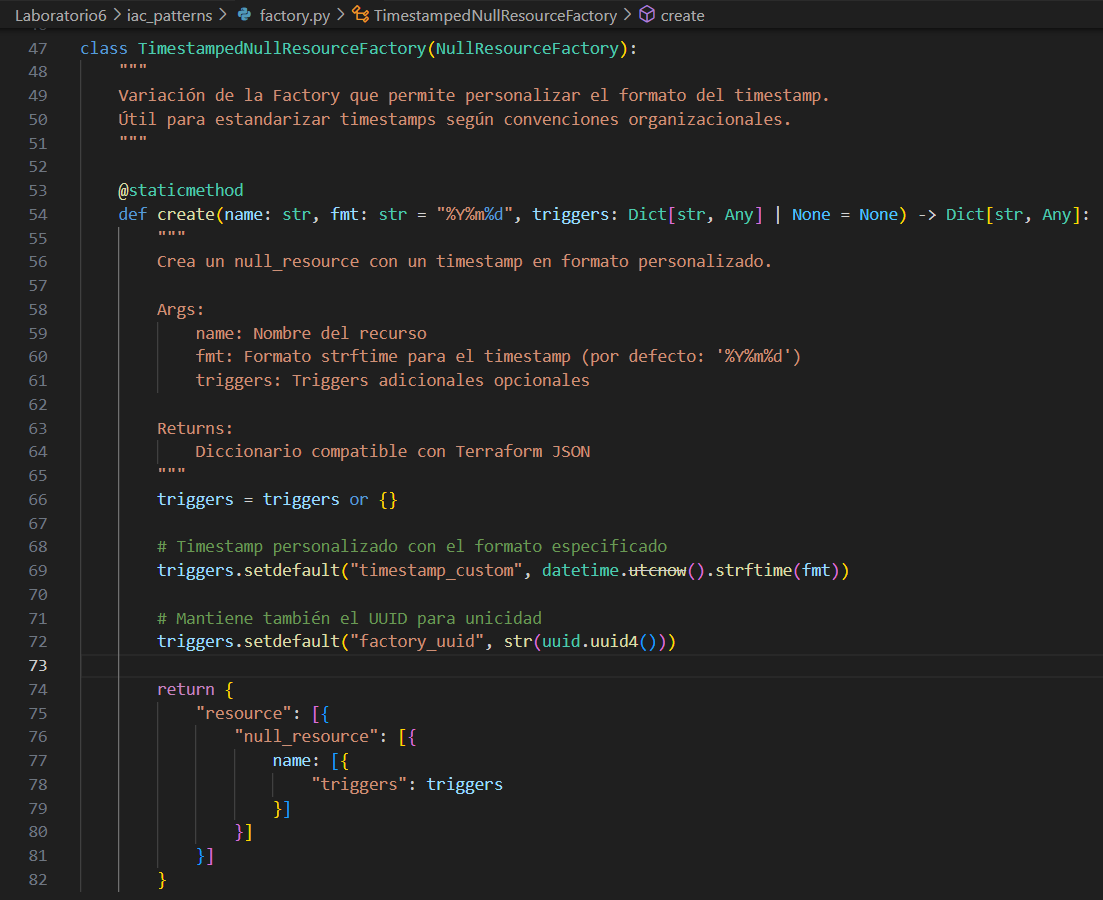 Laboratorio6 > iac_patterns > factory.py > TimestampedNullResourceFactory > create
47 class TimestampedNullResourceFactory(NullResourceFactory):
48     """
49     Variación de la Factory que permite personalizar el formato del timestamp.
50     Útil para estandarizar timestamps según convenciones organizacionales.
51     """
52
53     @staticmethod
54     def create(name: str, fmt: str = "%Y%m%d", triggers: Dict[str, Any] | None = None) -> Dict[str, Any]:
55         """
56         Crea un null_resource con un timestamp en formato personalizado.
57
58         Args:
59             name: Nombre del recurso
60             fmt: Formato strftime para el timestamp (por defecto: '%Y%m%d')
61             triggers: Triggers adicionales opcionales
62
63         Returns:
64             Diccionario compatible con Terraform JSON
65         """
66         triggers = triggers or {}
67
68         # Timestamp personalizado con el formato especificado
69         triggers.setdefault("timestamp_custom", datetime.utcnow().strftime(fmt))
70
71         # Mantiene también el UUID para unicidad
72         triggers.setdefault("factory_uuid", str(uuid.uuid4()))
73
74         return {
75             "resource": [{
76                 "null_resource": [{
77                     name: [{
78                         "triggers": triggers
79                     }]
80                 }]
81             }]
82         }